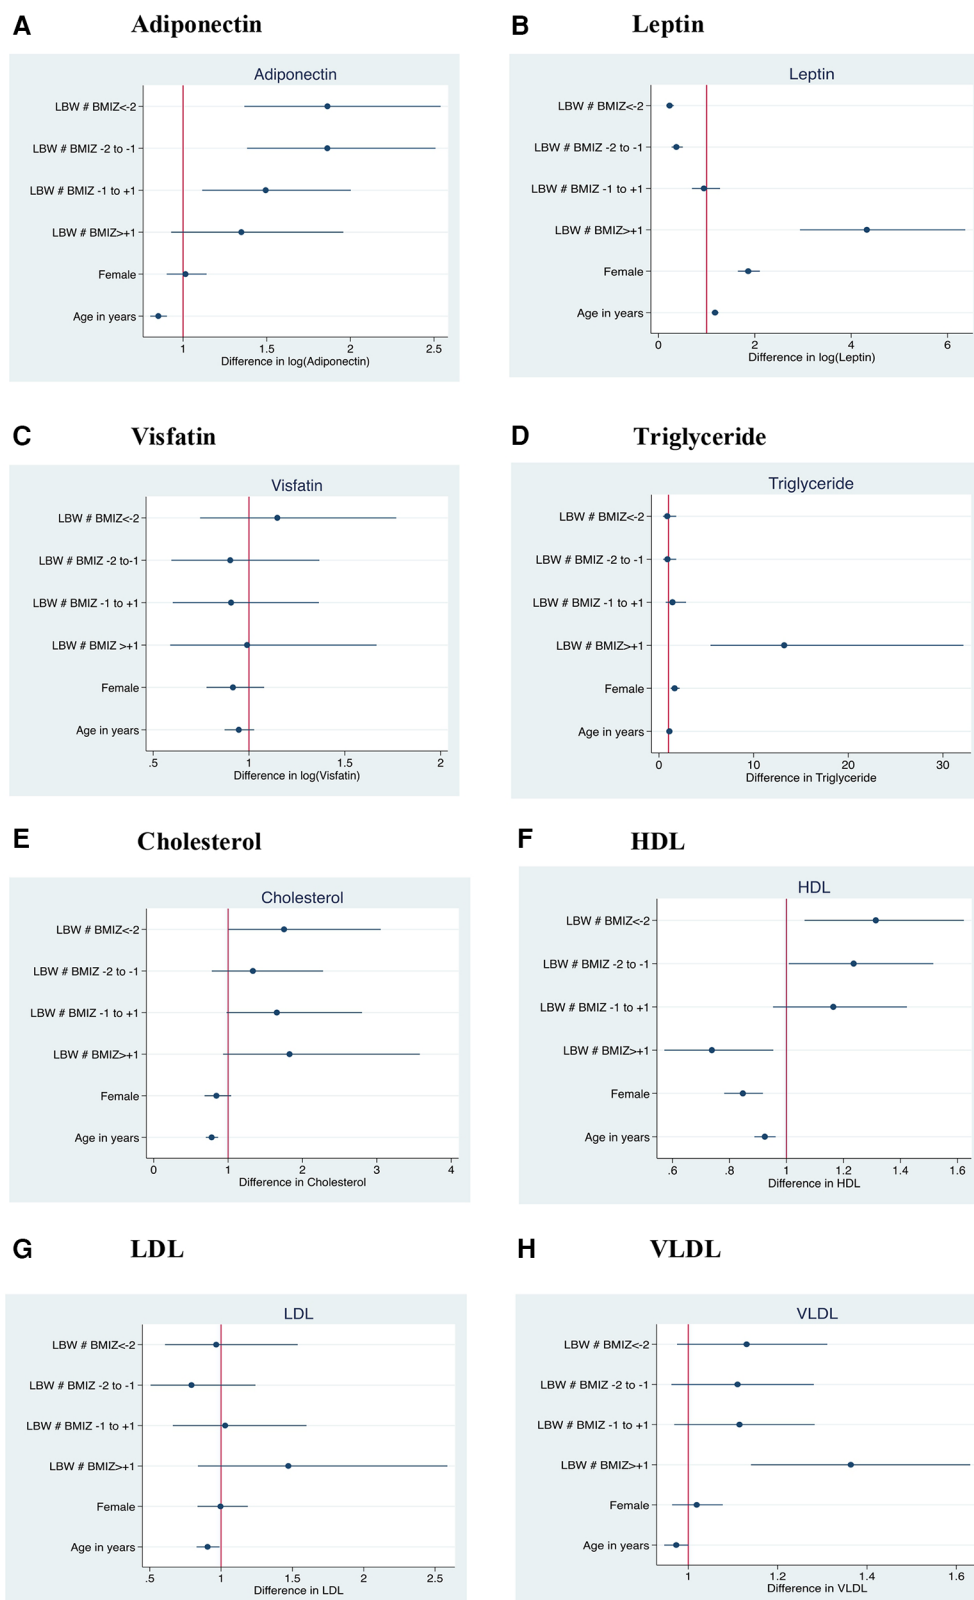 A Adiponectin
Adiponectin
LBW # BMIZ<-2
LBW # BMIZ -2 to -1
LBW # BMIZ -1 to +1
LBW # BMIZ>+1
Female
Age in years
1 1.5 2 2.5
Difference in log(Adiponectin)
B Leptin
Leptin
LBW # BMIZ<-2
LBW # BMIZ -2 to -1
LBW # BMIZ -1 to +1
LBW # BMIZ>+1
Female
Age in years
0 2 4 6
Difference in log(Leptin)
C Visfatin
Visfatin
LBW # BMIZ<-2
LBW # BMIZ -2 to-1
LBW # BMIZ -1 to +1
LBW # BMIZ >+1
Female
Age in years
.5 1 1.5 2
Difference in log(Visfatin)
D Triglyceride
Triglyceride
LBW # BMIZ<-2
LBW # BMIZ -2 to -1
LBW # BMIZ -1 to +1
LBW # BMIZ>+1
Female
Age in years
0 10 20 30
Difference in Triglyceride
E Cholesterol
Cholesterol
LBW # BMIZ<-2
LBW # BMIZ -2 to -1
LBW # BMIZ -1 to +1
LBW # BMIZ>+1
Female
Age in years
0 1 2 3 4
Difference in Cholesterol
F HDL
HDL
LBW # BMIZ<-2
LBW # BMIZ -2 to -1
LBW # BMIZ -1 to +1
LBW # BMIZ>+1
Female
Age in years
.6 .8 1 1.2 1.4 1.6
Difference in HDL
G LDL
LDL
LBW # BMIZ<-2
LBW # BMIZ -2 to -1
LBW # BMIZ -1 to +1
LBW # BMIZ>+1
Female
Age in years
.5 1 1.5 2 2.5
Difference in LDL
H VLDL
VLDL
LBW # BMIZ<-2
LBW # BMIZ -2 to -1
LBW # BMIZ -1 to +1
LBW # BMIZ>+1
Female
Age in years
1 1.2 1.4 1.6
Difference in VLDL